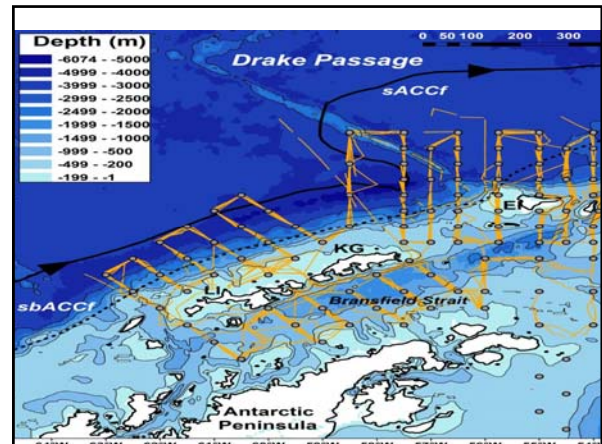 Depth (m)
-6074 - -5000
-4999 - -4000
-3999 - -3000
-2999 - -2500
-2499 - -2000
-1999 - -1500
-1499 - -1000
-999 - -500
-499 - -200
-199 - -1
0 50 100 200 300
Drake Passage
sACCf
EI
KG
LI
sbACCf
Bransfield Strait
Antarctic
Peninsula